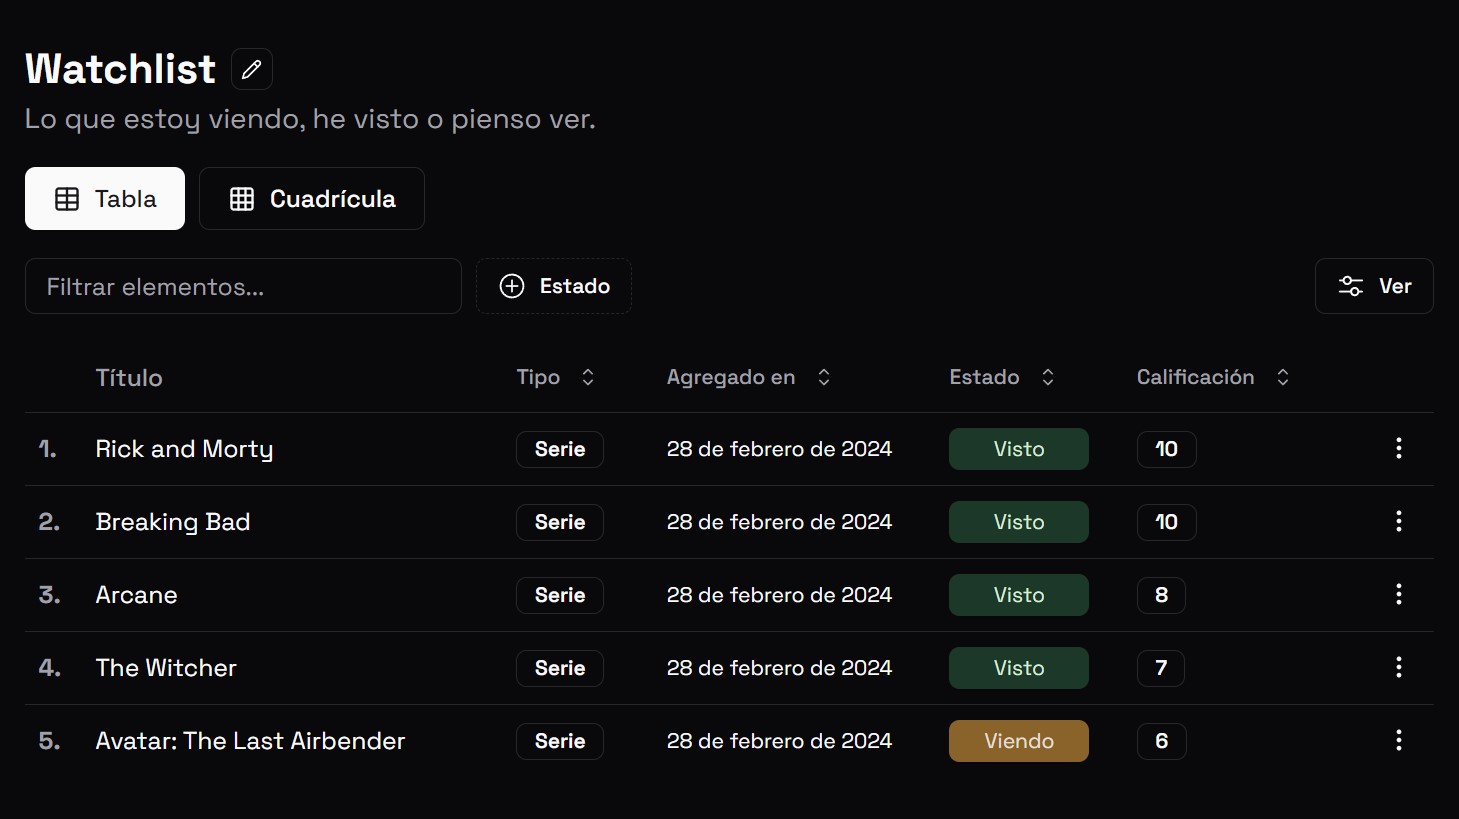 Watchlist
Lo que estoy viendo, he visto o pienso ver.
Tabla Cuadrícula
Filtrar elementos... Estado Ver
Título Tipo Agregado en Estado Calificación
1. Rick and Morty Serie 28 de febrero de 2024 Visto 10
2. Breaking Bad Serie 28 de febrero de 2024 Visto 10
3. Arcane Serie 28 de febrero de 2024 Visto 8
4. The Witcher Serie 28 de febrero de 2024 Visto 7
5. Avatar: The Last Airbender Serie 28 de febrero de 2024 Viendo 6